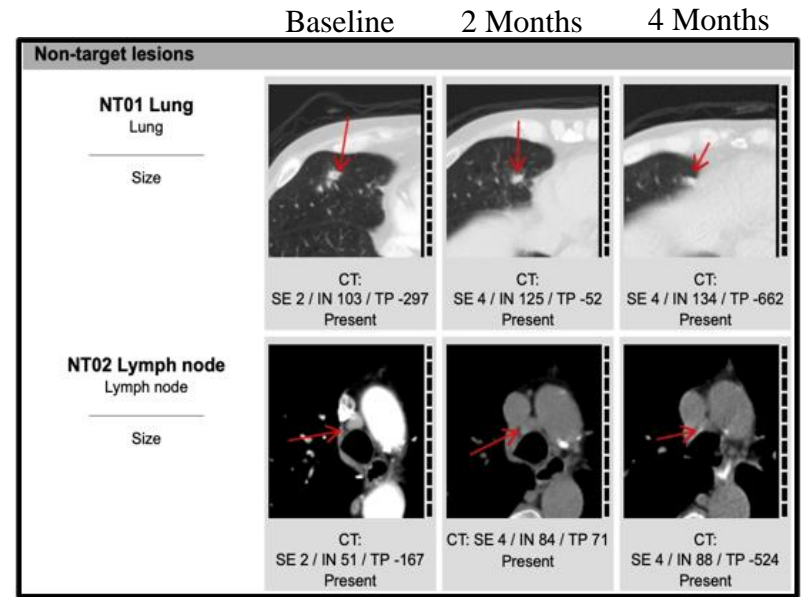 Baseline 2 Months 4 Months
Non-target lesions
NT01 Lung
Lung
Size
CT:
SE 2 / IN 103 / TP -297
Present
CT:
SE 4 / IN 125 / TP -52
Present
CT:
SE 4 / IN 134 / TP -662
Present
NT02 Lymph node
Lymph node
Size
CT:
SE 2 / IN 51 / TP -167
Present
CT: SE 4 / IN 84 / TP 71
Present
CT:
SE 4 / IN 88 / TP -524
Present